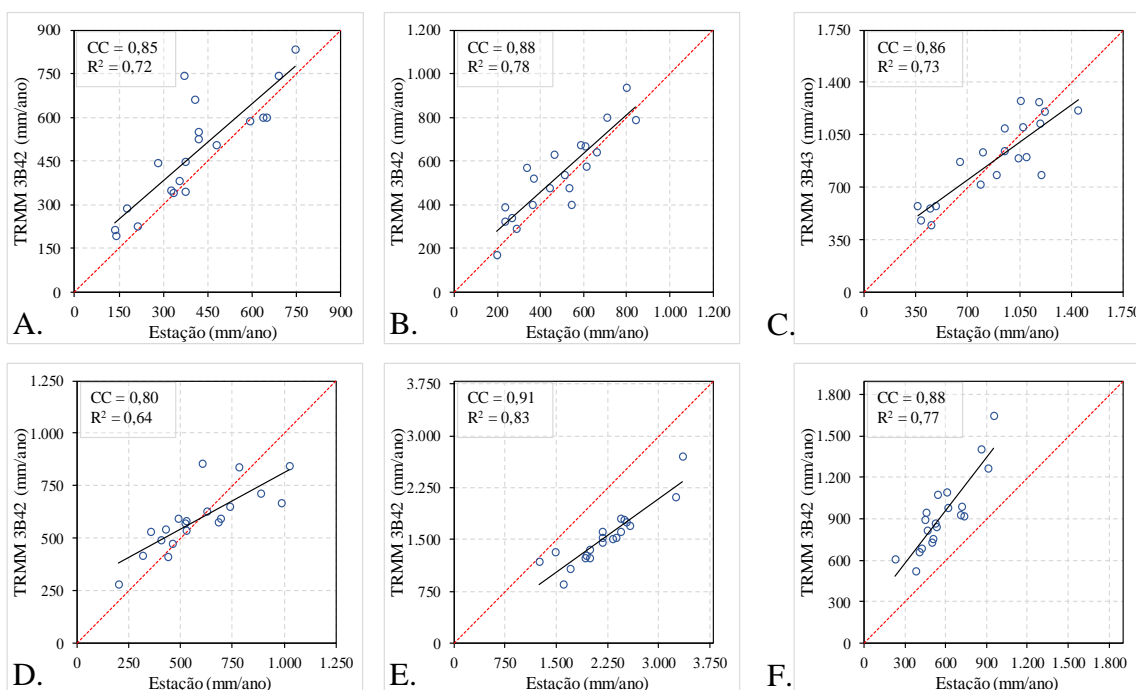 CC = 0,85
R² = 0,72
TRMM 3B42 (mm/ano)
900
750
600
450
300
150
0
0 150 300 450 600 750 900
Estação (mm/ano)
A.
CC = 0,88
R² = 0,78
TRMM 3B42 (mm/ano)
1.200
1.000
800
600
400
200
0
0 200 400 600 800 1.000 1.200
Estação (mm/ano)
B.
CC = 0,86
R² = 0,73
TRMM 3B43 (mm/ano)
1.750
1.400
1.050
700
350
0
0 350 700 1.050 1.400 1.750
Estação (mm/ano)
C.
CC = 0,80
R² = 0,64
TRMM 3B42 (mm/ano)
1.250
1.000
750
500
250
0
0 250 500 750 1.000 1.250
Estação (mm/ano)
D.
CC = 0,91
R² = 0,83
TRMM 3B42 (mm/ano)
3.750
3.000
2.250
1.500
750
0
0 750 1.500 2.250 3.000 3.750
Estação (mm/ano)
E.
CC = 0,88
R² = 0,77
TRMM 3B42 (mm/ano)
1.800
1.500
1.200
900
600
300
0
0 300 600 900 1.200 1.500 1.800
Estação (mm/ano)
F.